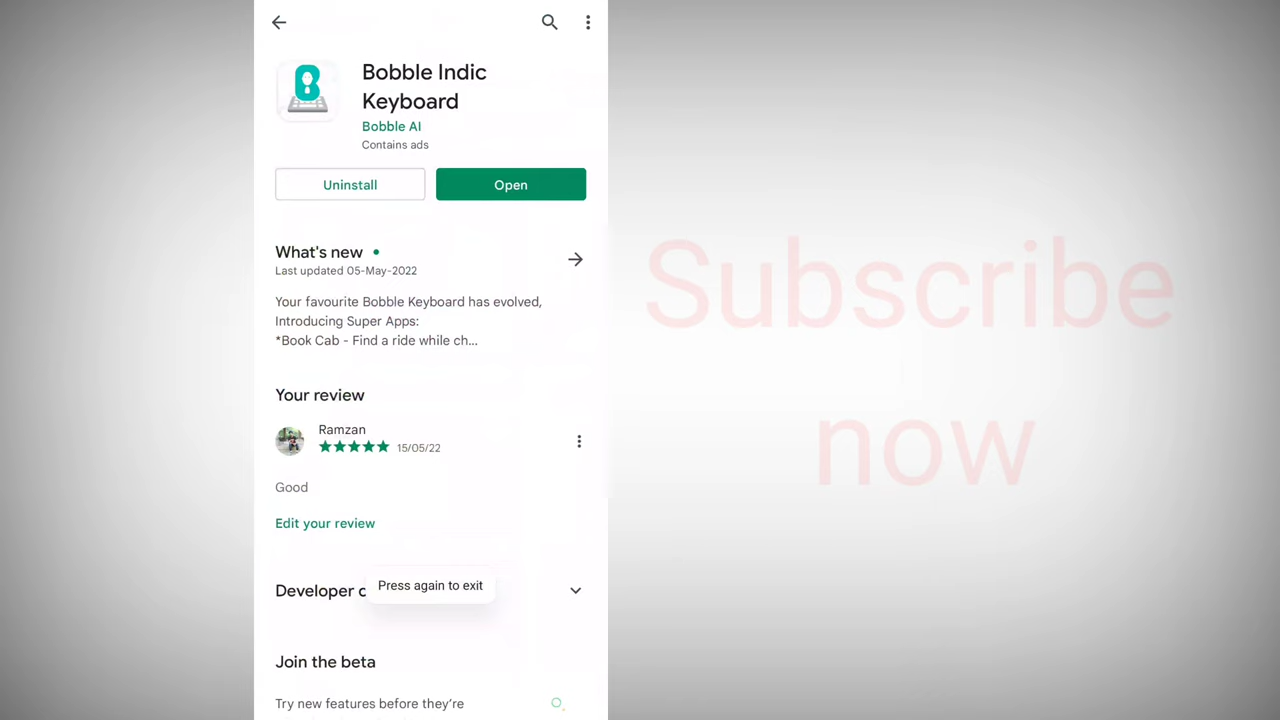 Bobble Indic
Keyboard
Bobble AI
Contains ads
Uninstall
Open
What's new
Last updated 05-May-2022
Your favourite Bobble Keyboard has evolved,
Introducing Super Apps:
*Book Cab - Find a ride while ch...
Your review
Ramzan
15/05/22
Good
Edit your review
Developer c
Press again to exit
Join the beta
Try new features before they're
Subscribe
now